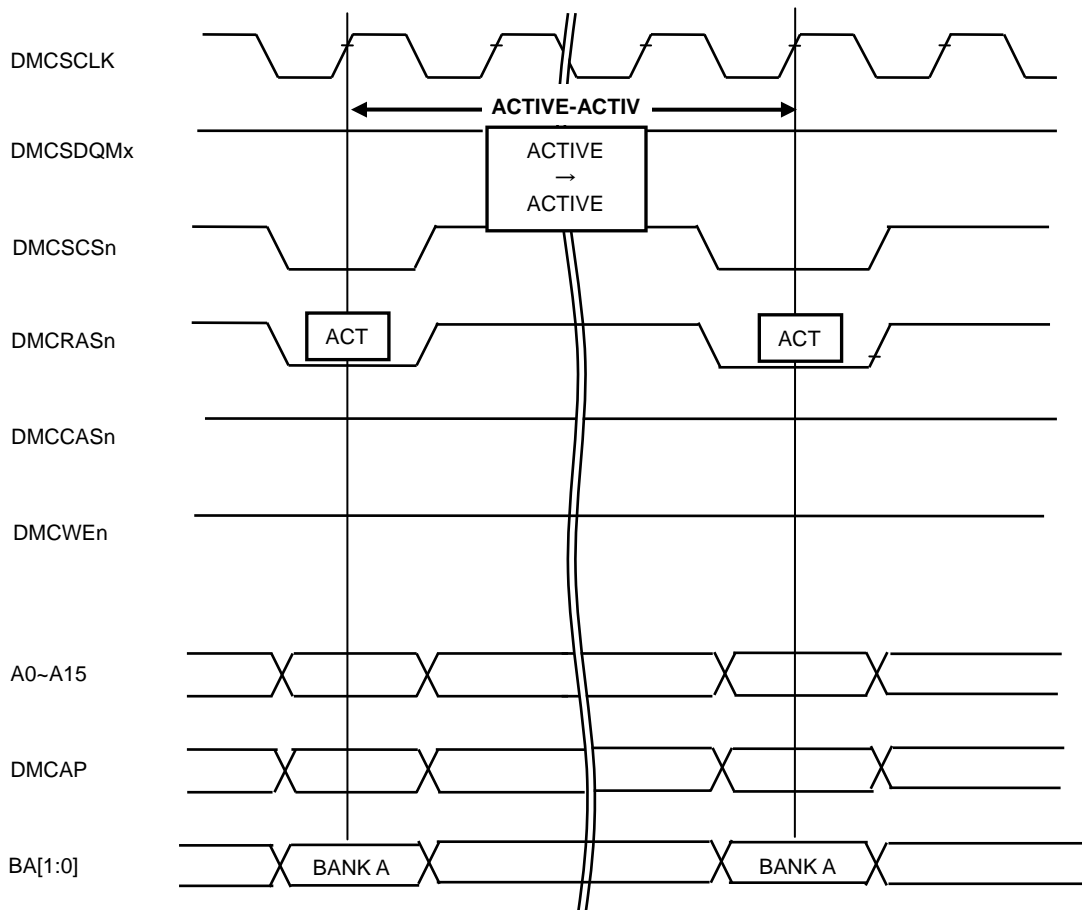 DMCSCLK
ACTIVE-ACTIV
DMCSDQMx
ACTIVE
→
ACTIVE
DMCSCSn
DMCRASn
ACT
ACT
DMCCASn
DMCWEn
A0~A15
DMCAP
BA[1:0]
BANK A
BANK A